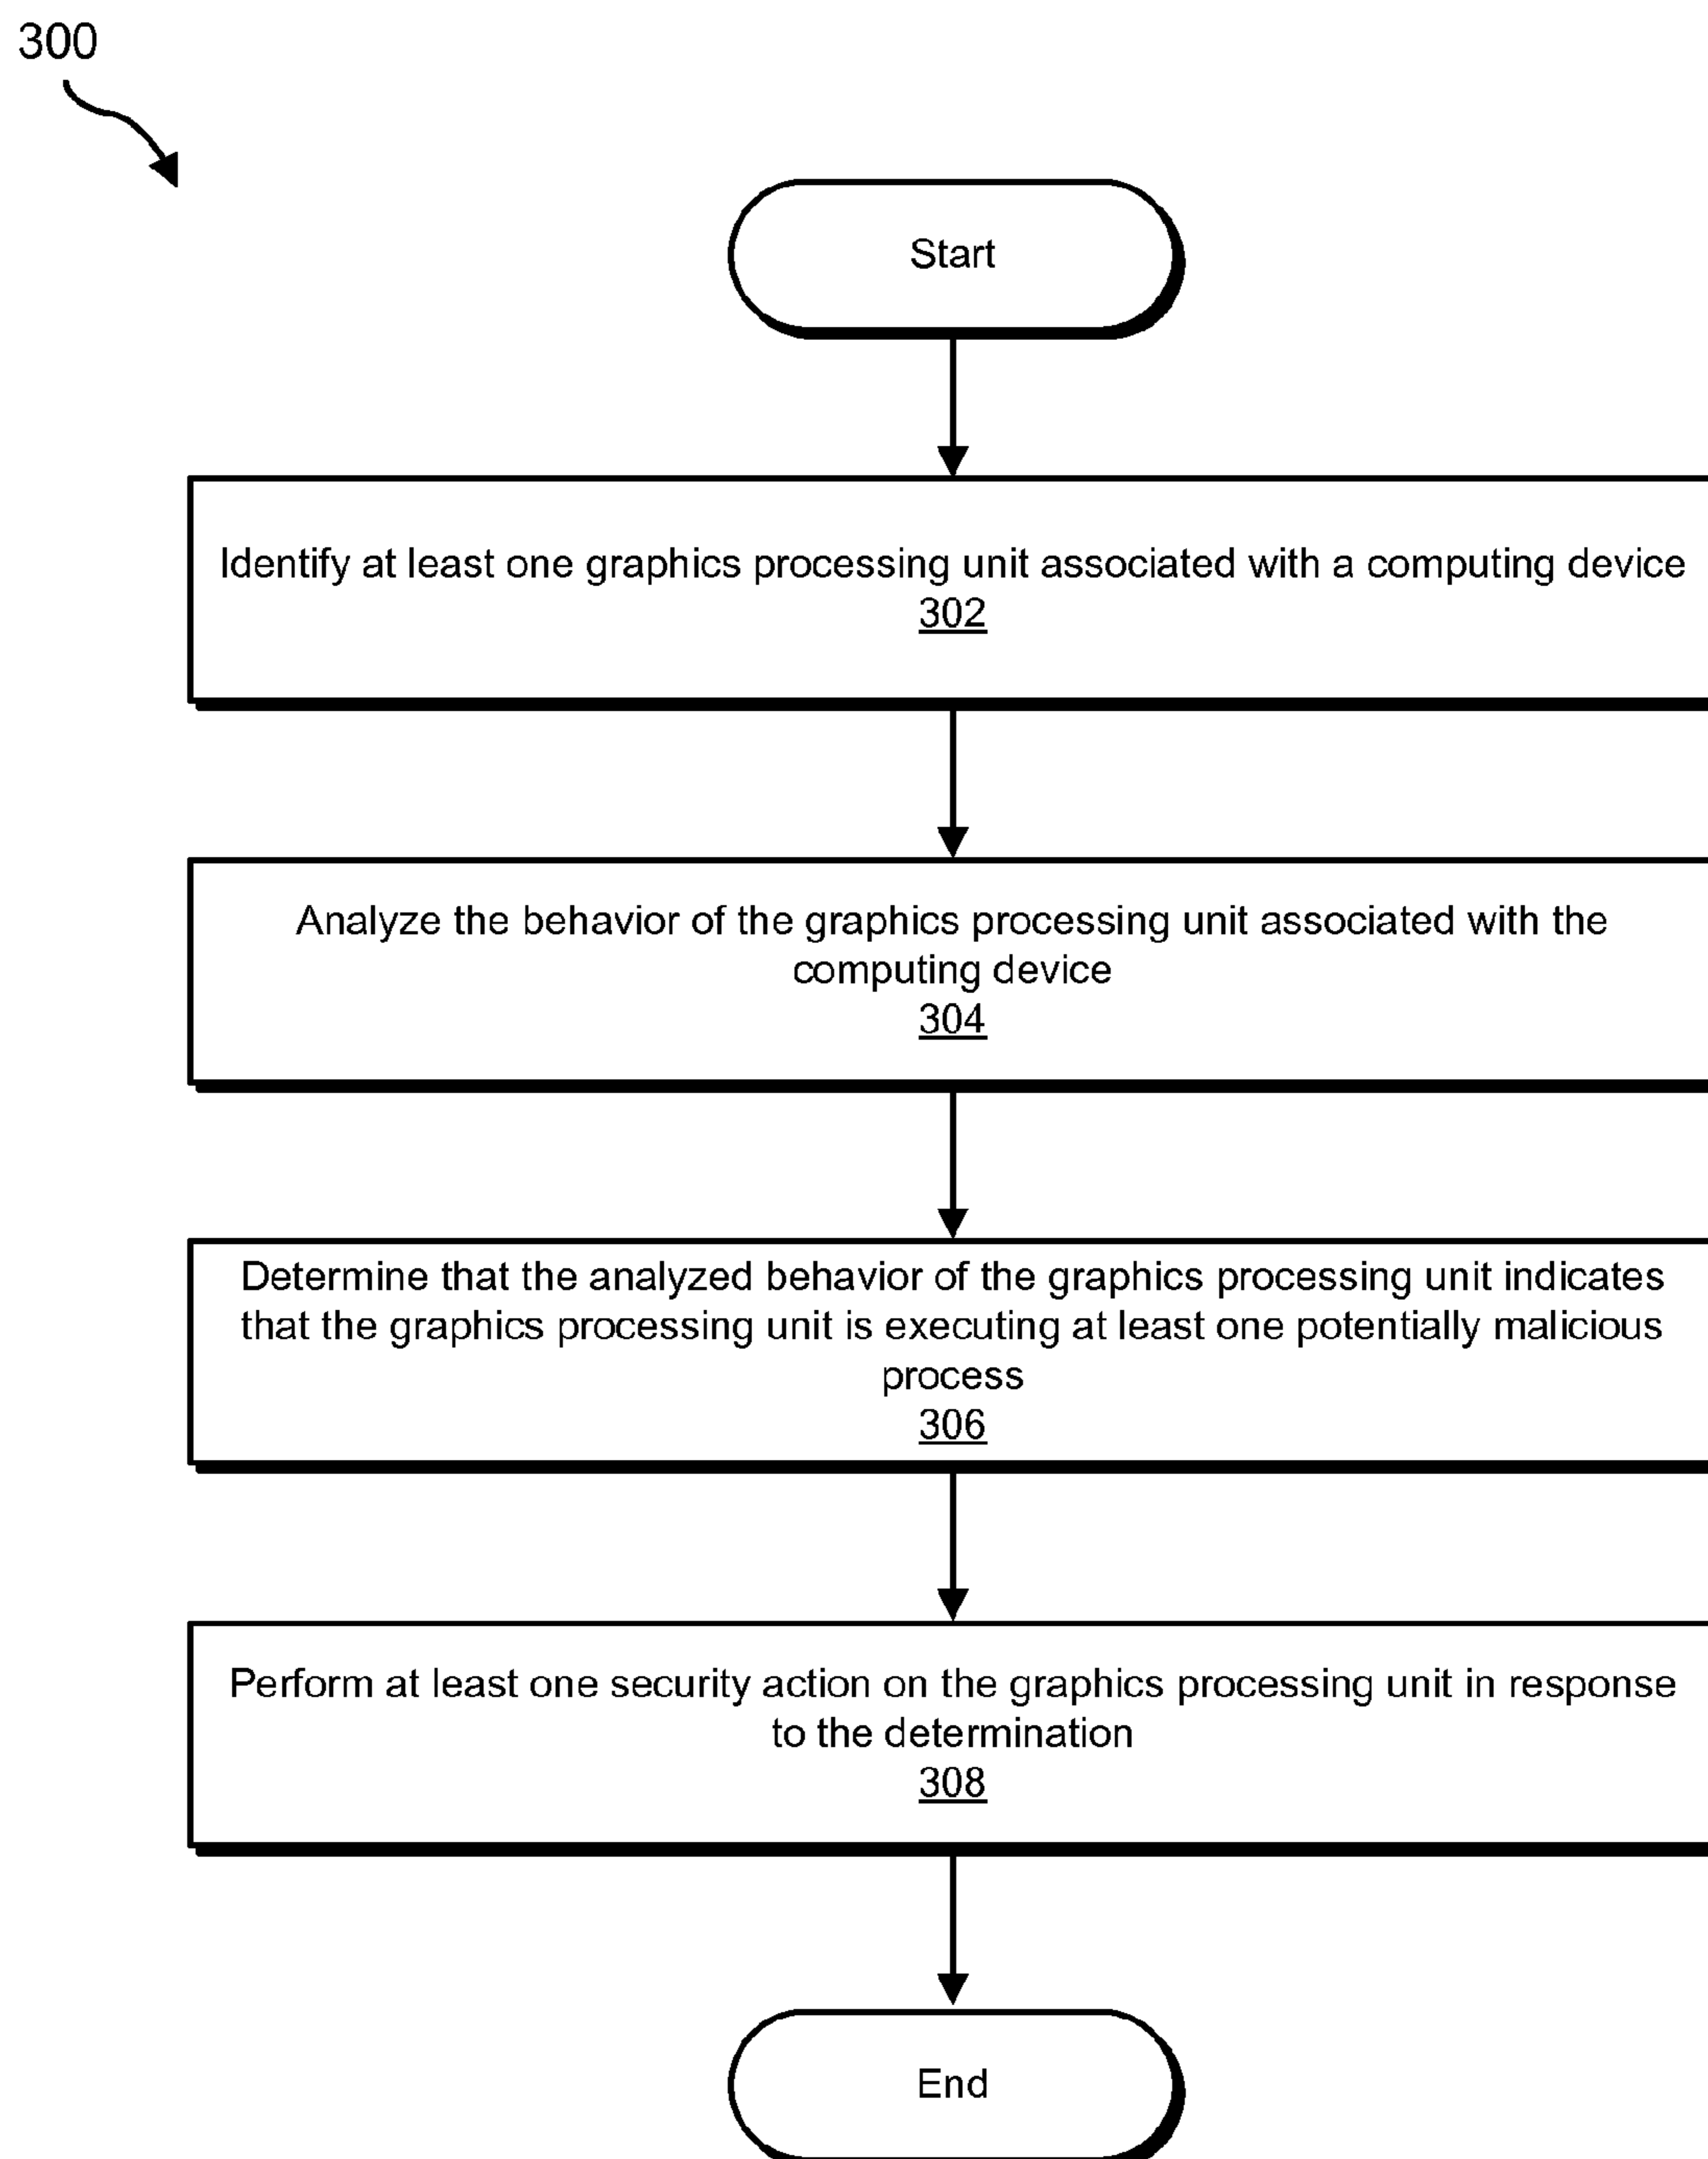 300
Start
Identify at least one graphics processing unit associated with a computing device
302
Analyze the behavior of the graphics processing unit associated with the
computing device
304
Determine that the analyzed behavior of the graphics processing unit indicates
that the graphics processing unit is executing at least one potentially malicious
process
306
Perform at least one security action on the graphics processing unit in response
to the determination
308
End